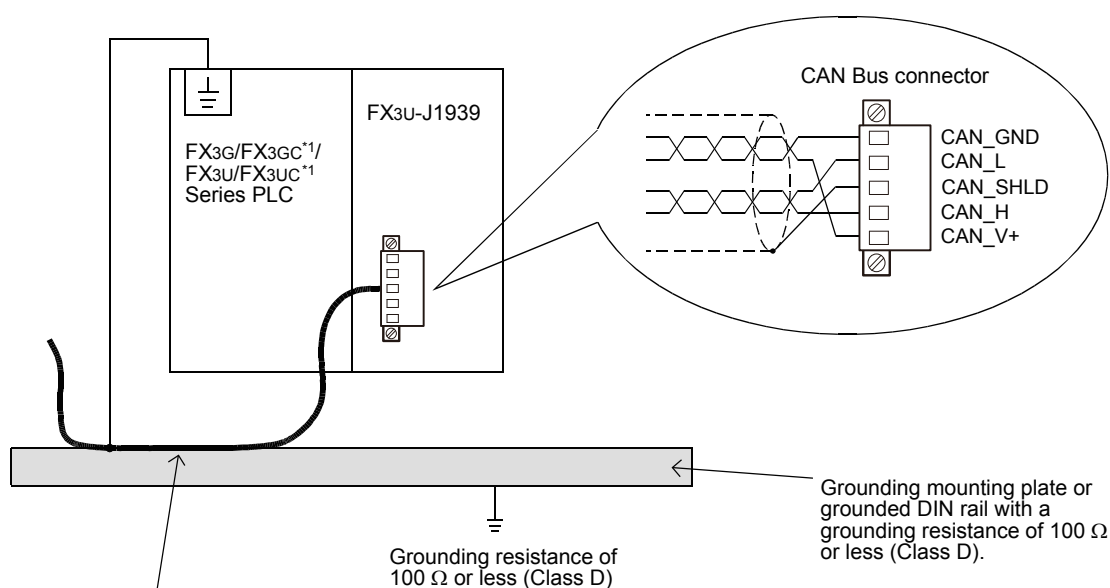 CAN Bus connector
FX3U-J1939
CAN_GND
CAN_L
CAN_SHLD
CAN_H
CAN_V+
FX3G/FX3GC*1/
FX3U/FX3UC*1
Series PLC
Grounding mounting plate or
grounded DIN rail with a
grounding resistance of 100 Ω
or less (Class D).
Grounding resistance of
100 Ω or less (Class D)